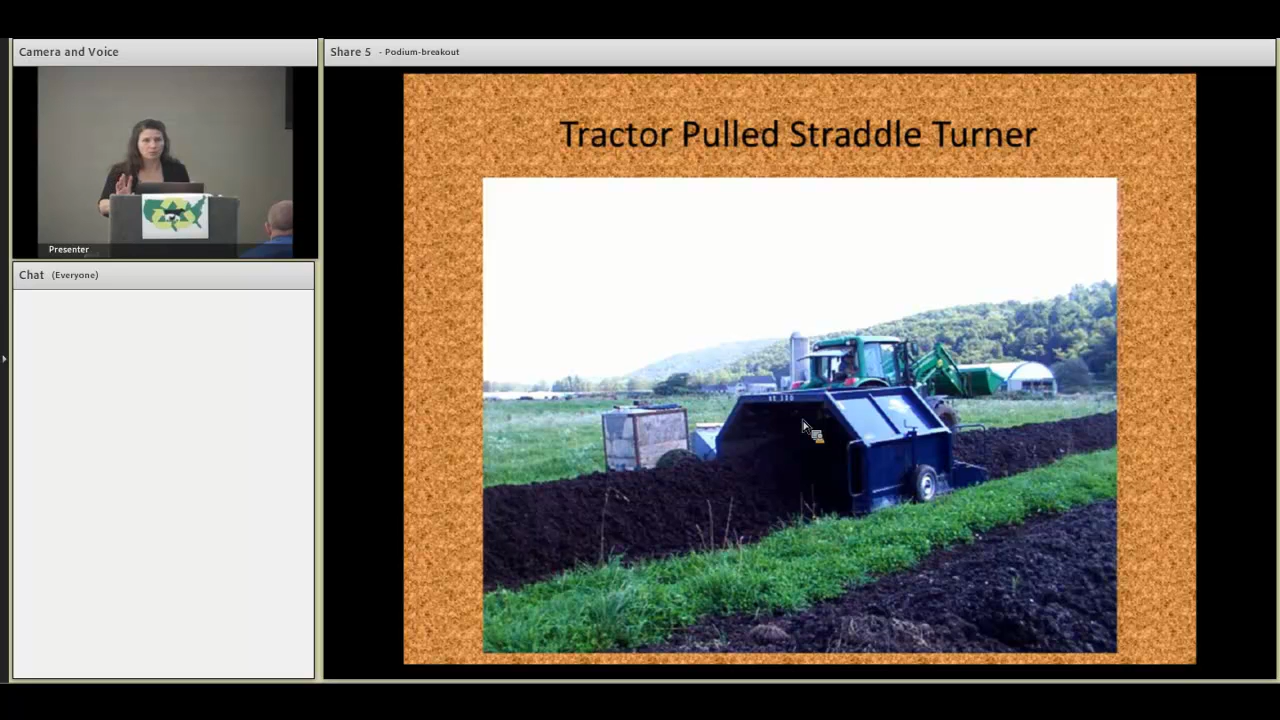 Camera and Voice
Share 5 - Podium-breakout
Presenter
Chat (Everyone)
Tractor Pulled Straddle Turner